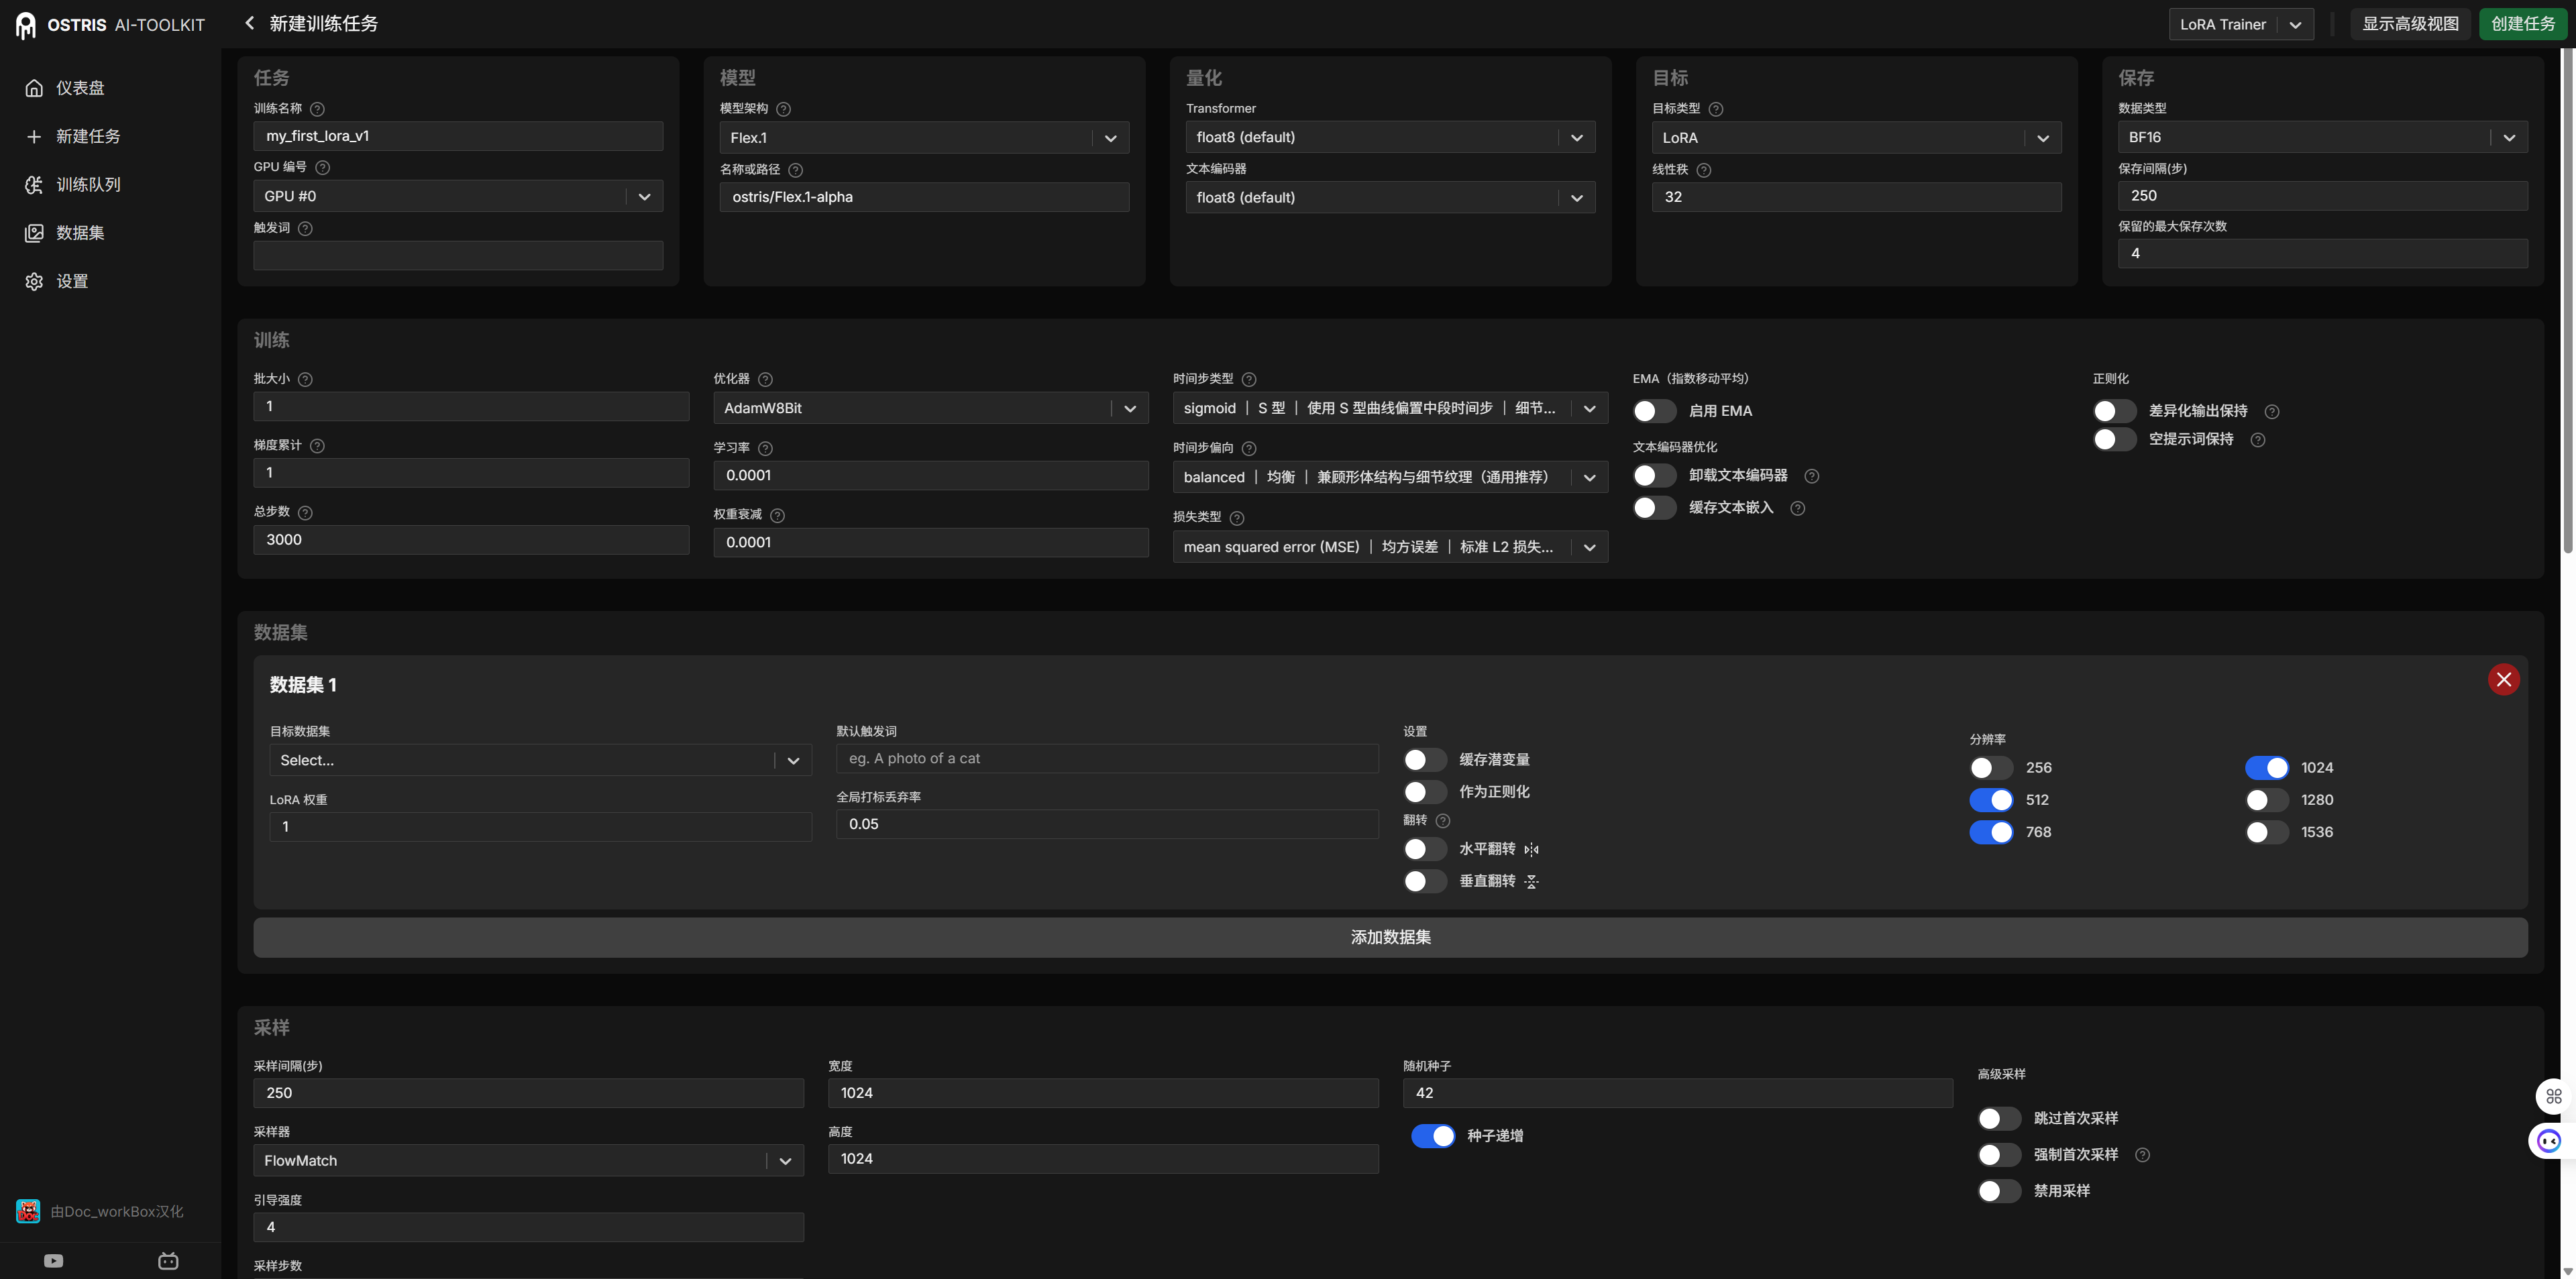 OSTRIS AI-TOOLKIT
新建训练任务
LoRA Trainer
显示高级视图
创建任务
仪表盘
新建任务
训练队列
数据集
设置
任务
训练名称
my_first_lora_v1
GPU 编号
GPU #0
触发词
模型
模型架构
Flex.1
名称或路径
ostris/Flex.1-alpha
量化
Transformer
float8 (default)
文本编码器
float8 (default)
目标
目标类型
LoRA
线性秩
32
保存
数据类型
BF16
保存间隔(步)
250
保留的最大保存次数
4
训练
批大小
1
梯度累计
1
总步数
3000
优化器
AdamW8Bit
学习率
0.0001
权重衰减
0.0001
时间步类型
sigmoid | S 型 | 使用 S 型曲线偏置中段时间步 | 细节...
时间步偏向
balanced | 均衡 | 兼顾形体结构与细节纹理（通用推荐）
损失类型
mean squared error (MSE) | 均方误差 | 标准 L2 损失...
EMA（指数移动平均）
启用 EMA
文本编码器优化
卸载文本编码器
缓存文本嵌入
正则化
差异化输出保持
空提示词保持
数据集
数据集 1
目标数据集
Select...
LoRA 权重
1
默认触发词
eg. A photo of a cat
全局打标丢弃率
0.05
设置
缓存潜变量
作为正则化
翻转
水平翻转
垂直翻转
分辨率
256
512
768
1024
1280
1536
添加数据集
采样
采样间隔(步)
250
采样器
FlowMatch
引导强度
4
采样步数
宽度
1024
高度
1024
随机种子
42
种子递增
高级采样
跳过首次采样
强制首次采样
禁用采样
由Doc_workBox汉化